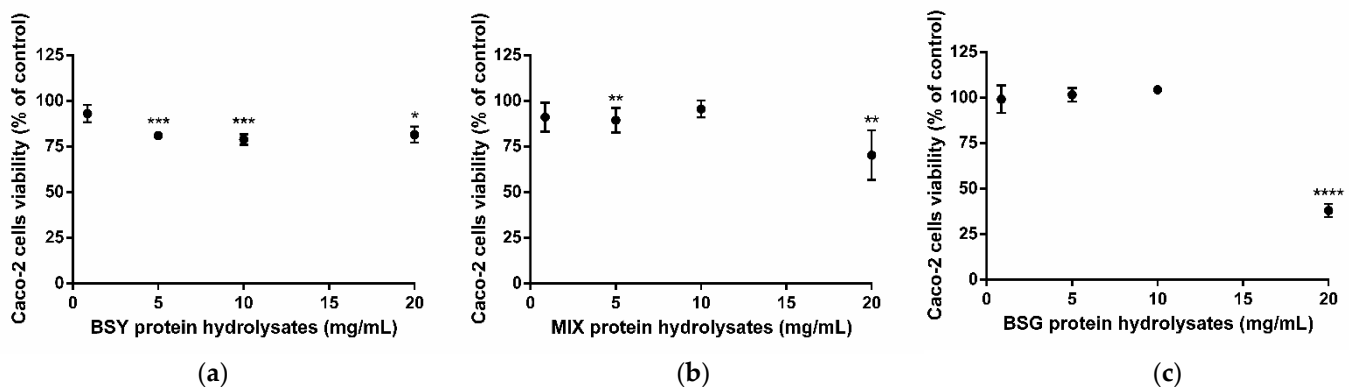 Caco-2 cells viability (% of control)
125
100
75
50
25
0
***
***
*
0 5 10 15 20
BSY protein hydrolysates (mg/mL)
(a)
Caco-2 cells viability (% of control)
125
100
75
50
25
0
**
**
0 5 10 15 20
MIX protein hydrolysates (mg/mL)
(b)
Caco-2 cells viability (% of control)
125
100
75
50
25
0
****
0 5 10 15 20
BSG protein hydrolysates (mg/mL)
(c)